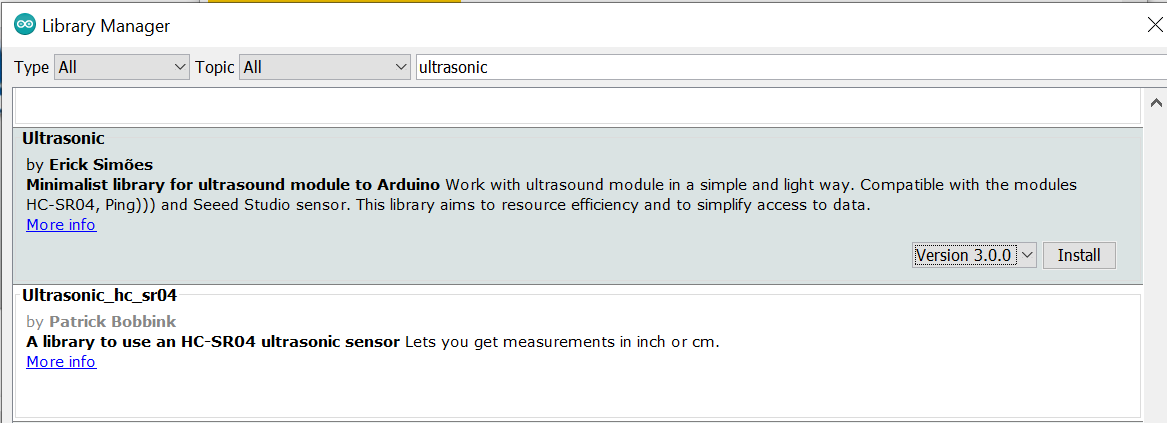 Library Manager
Type All Topic All ultrasonic
Ultrasonic
by Erick Simões
Minimalist library for ultrasound module to Arduino Work with ultrasound module in a simple and light way. Compatible with the modules
HC-SR04, Ping))) and Seeed Studio sensor. This library aims to resource efficiency and to simplify access to data.
More info
Version 3.0.0 Install
Ultrasonic_hc_sr04
by Patrick Bobbink
A library to use an HC-SR04 ultrasonic sensor Lets you get measurements in inch or cm.
More info